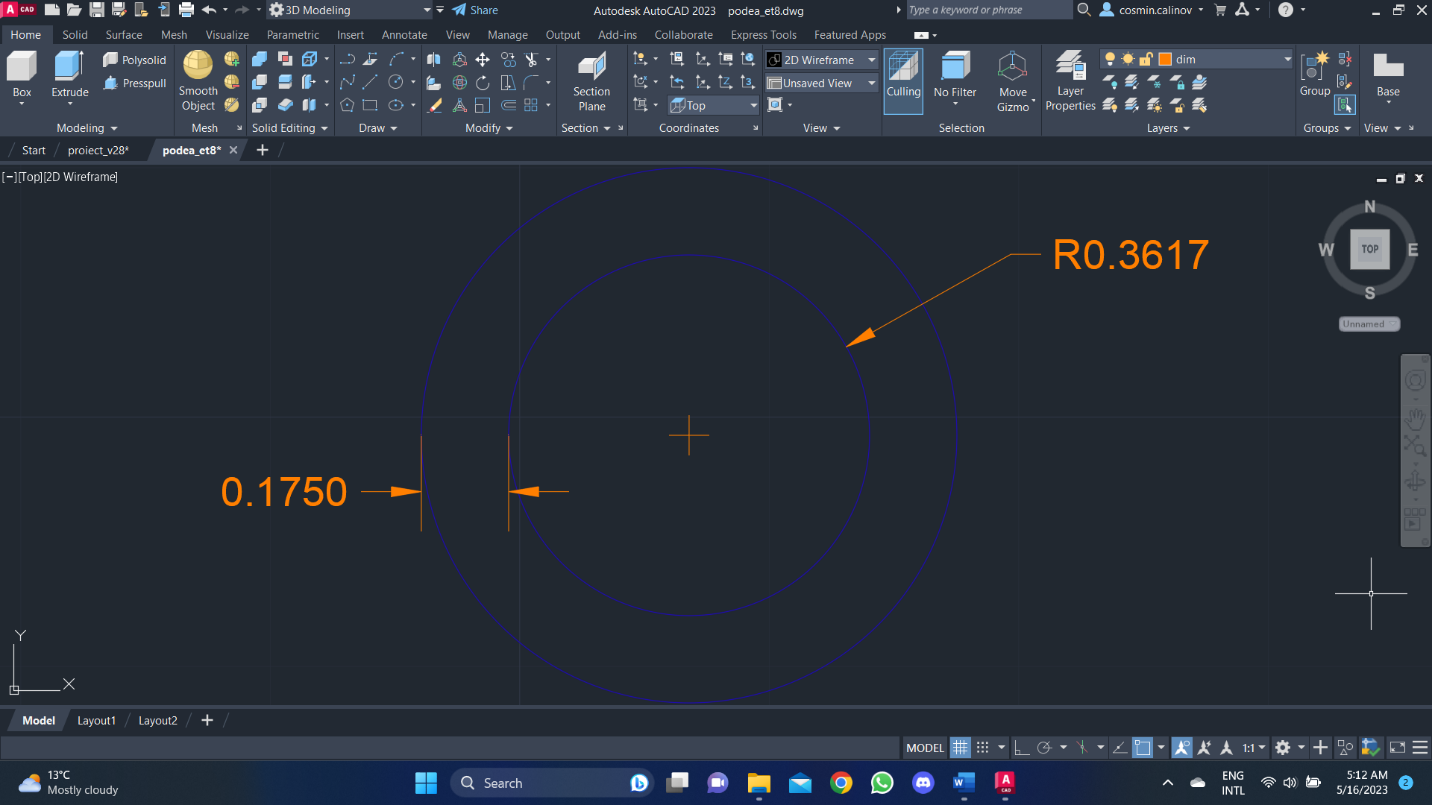 A CAD 3D Modeling Share Autodesk AutoCAD 2023 podea_et8.dwg Type a keyword or phrase cosmin.calinov
Home Solid Surface Mesh Visualize Parametric Insert Annotate View Manage Output Add-ins Collaborate Express Tools Featured Apps
Polysolid
Presspull
Box Extrude
Smooth
Object
Section
Plane
Top
2D Wireframe
Unsaved View
Culling No Filter
Move
Gizmo
Layer
Properties
dim
Group Base
Modeling Mesh Solid Editing Draw Modify Section Coordinates View Selection Layers Groups View
Start proiect_v28* podea_et8*
[−][Top][2D Wireframe]
N
W TOP E
S
Unnamed
R0.3617
0.1750
Y
X
Model Layout1 Layout2
MODEL 1:1
13°C
Mostly cloudy
Search
ENG
INTL
5:12 AM
5/16/2023
2